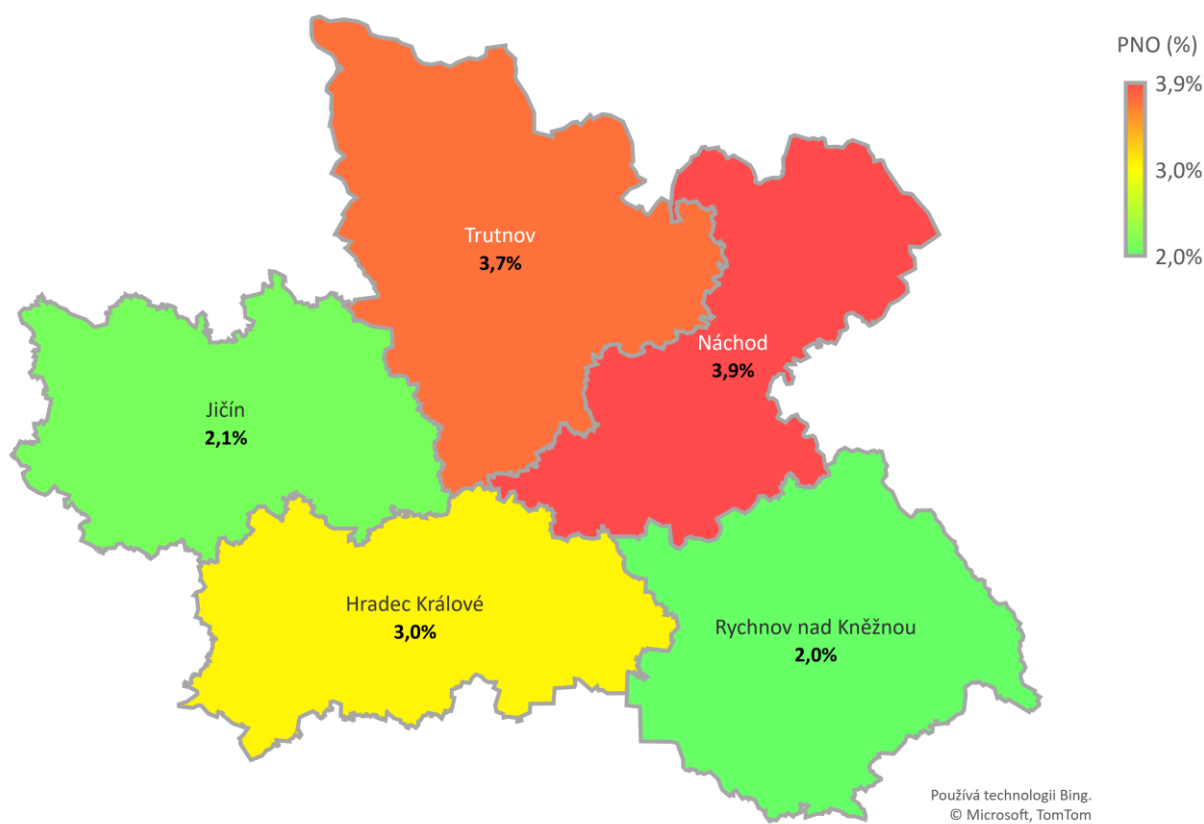 PNO (%)
3,9%
3,0%
2,0%
Trutnov
3,7%
Náchod
3,9%
Jičín
2,1%
Hradec Králové
3,0%
Rychnov nad Kněžnou
2,0%
Používá technologii Bing.
© Microsoft, TomTom